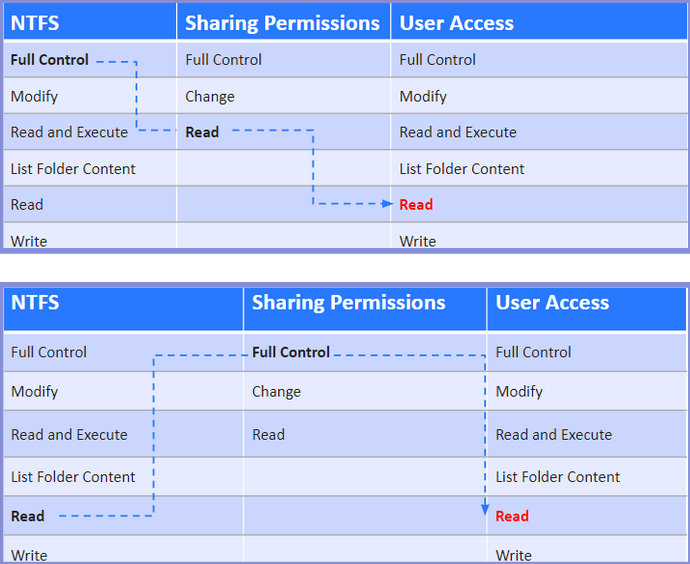 NTFS Sharing Permissions User Access
Full Control Full Control Full Control
Modify Change Modify
Read and Execute Read Read and Execute
List Folder Content List Folder Content
Read Read
Write Write
NTFS Sharing Permissions User Access
Full Control Full Control Full Control
Modify Change Modify
Read and Execute Read Read and Execute
List Folder Content List Folder Content
Read Read
Write Write